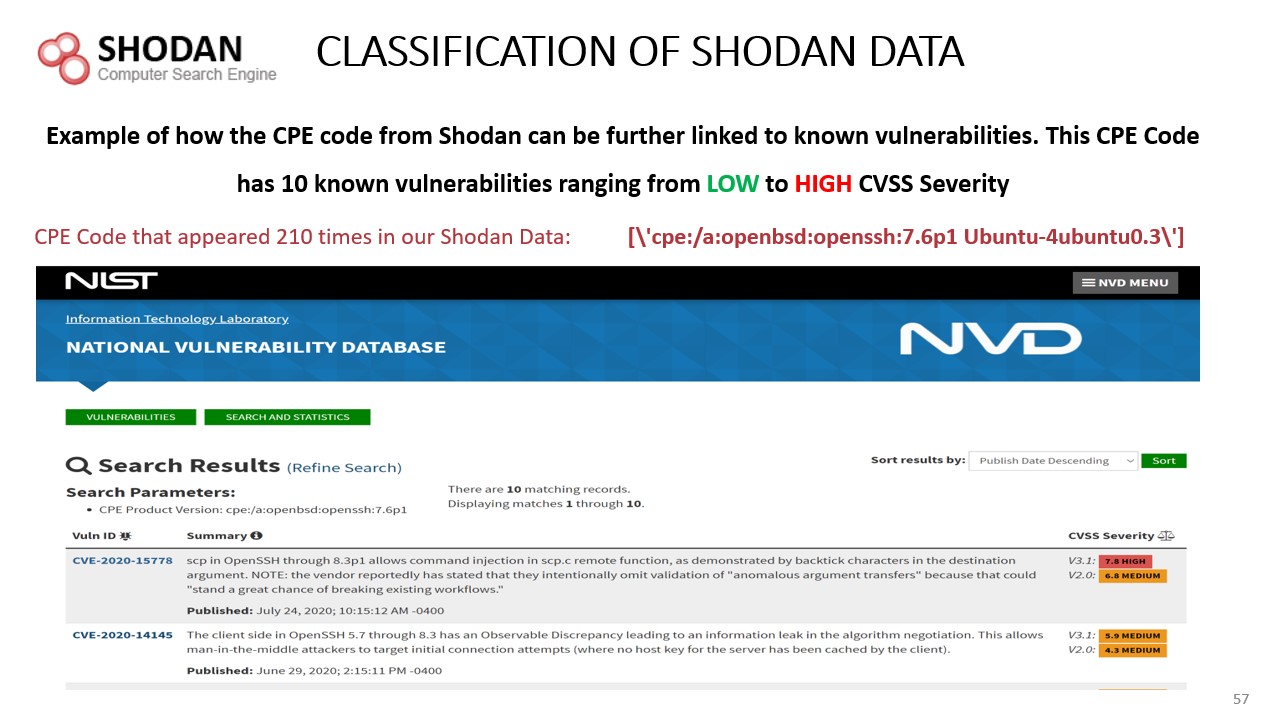 SHODAN
Computer Search Engine
CLASSIFICATION OF SHODAN DATA
Example of how the CPE code from Shodan can be further linked to known vulnerabilities. This CPE Code
has 10 known vulnerabilities ranging from LOW to HIGH CVSS Severity
CPE Code that appeared 210 times in our Shodan Data: [\'cpe:/a:openbsd:openssh:7.6p1 Ubuntu-4ubuntu0.3\']
NIST
NVD MENU
Information Technology Laboratory
NATIONAL VULNERABILITY DATABASE
NVD
VULNERABILITIES
SEARCH AND STATISTICS
Search Results (Refine Search)
Sort results by: Publish Date Descending Sort
Search Parameters:
• CPE Product Version: cpe:/a:openbsd:openssh:7.6p1
There are 10 matching records.
Displaying matches 1 through 10.
Vuln ID Summary CVSS Severity
CVE-2020-15778
scp in OpenSSH through 8.3p1 allows command injection in scp.c remote function, as demonstrated by backtick characters in the destination
argument. NOTE: the vendor reportedly has stated that they intentionally omit validation of "anomalous argument transfers" because that could
"stand a great chance of breaking existing workflows."
Published: July 24, 2020; 10:15:12 AM -0400
V3.1: 7.8 HIGH
V2.0: 6.8 MEDIUM
CVE-2020-14145
The client side in OpenSSH 5.7 through 8.3 has an Observable Discrepancy leading to an information leak in the algorithm negotiation. This allows
man-in-the-middle attackers to target initial connection attempts (where no host key for the server has been cached by the client).
Published: June 29, 2020; 2:15:11 PM -0400
V3.1: 5.9 MEDIUM
V2.0: 4.3 MEDIUM
57